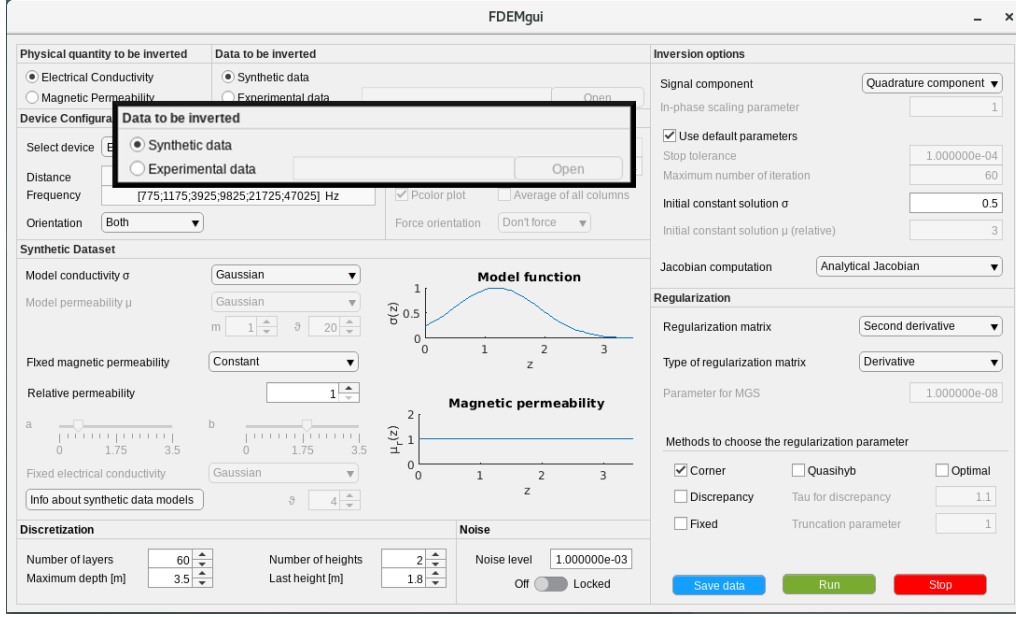 FDEMgui
Physical quantity to be inverted
Electrical Conductivity
Magnetic Permeability
Data to be inverted
Synthetic data
Experimental data
Open
Device Configura
Select device
Distance
Frequency
[775;1175;3925;9825;21725;47025] Hz
Orientation
Both
Data to be inverted
Synthetic data
Experimental data
Open
Pcolor plot
Average of all columns
Force orientation
Don't force
Synthetic Dataset
Model conductivity σ
Gaussian
Model permeability μ
Gaussian
m 1 ϑ 20
FIxed magnetic permeability
Constant
Relative permeability
1
a
0 1.75 3.5
b
0 1.75 3.5
Fixed electrical conductivity
Gaussian
Info about synthetic data models
ϑ 4
Model function
σ(z)
1
0.5
0
0 1 2 3
z
Magnetic permeability
μr(z)
2
1
0
0 1 2 3
z
Discretization
Number of layers 60
Number of heights 2
Maximum depth [m] 3.5
Last height [m] 1.8
Noise
Noise level 1.000000e-03
Off Locked
Inversion options
Signal component
Quadrature component
In-phase scaling parameter 1
Use default parameters
Stop tolerance 1.000000e-04
Maximum number of iteration 60
Initial constant solution σ 0.5
Initial constant solution μ (relative) 3
Jacobian computation
Analytical Jacobian
Regularization
Regularization matrix
Second derivative
Type of regularization matrix
Derivative
Parameter for MGS 1.000000e-08
Methods to choose the regularization parameter
Corner Quasihyb Optimal
Discrepancy Tau for discrepancy 1.1
Fixed Truncation parameter 1
Save data Run Stop